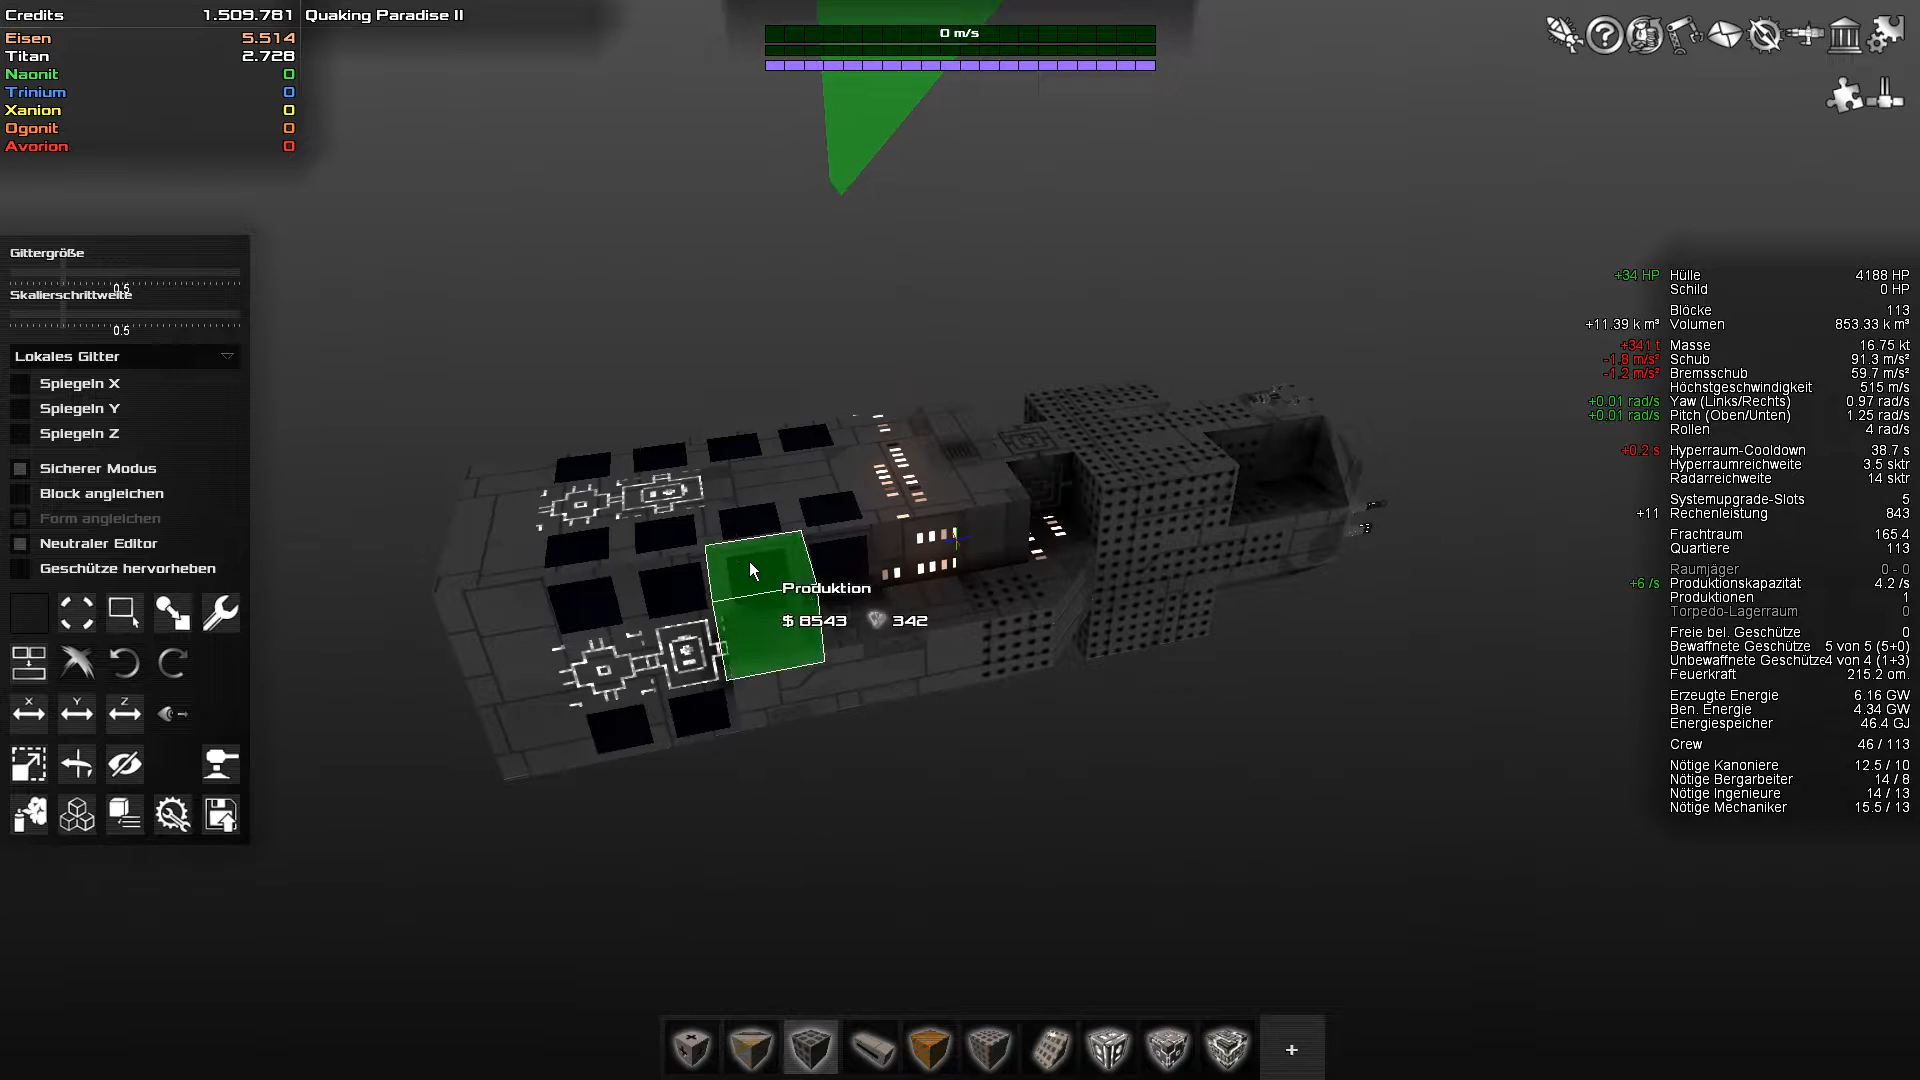 Credits 1.509.781 Quaking Paradise II
Eisen 5.514
Titan 2.728
Naonit 0
Trinium 0
Xanion 0
Ogonit 0
Avorion 0
0 m/s
Gittergröße
0.5
Skalierschrittweite
0.5
Lokales Gitter
Spiegeln X
Spiegeln Y
Spiegeln Z
Sicherer Modus
Block angleichen
Form angleichen
Neutraler Editor
Geschütze hervorheben
X Y Z
Produktion
$ 8543 342
+34 HP Hülle 4188 HP
Schild 0 HP
Blöcke 113
+11.39 k m³ Volumen 853.33 k m³
+341 t Masse 16.75 kt
-1.8 m/s² Schub 91.3 m/s²
-1.2 m/s² Bremsschub 59.7 m/s²
Höchstgeschwindigkeit 515 m/s
+0.01 rad/s Yaw (Links/Rechts) 0.97 rad/s
+0.01 rad/s Pitch (Oben/Unten) 1.25 rad/s
Rollen 4 rad/s
+0.2 s Hyperraum-Cooldown 38.7 s
Hyperraumreichweite 3.5 sktr
Radarreichweite 14 sktr
Systemupgrade-Slots 5
+11 Rechenleistung 843
Frachtraum 165.4
Quartiere 113
Raumjäger 0 - 0
+6 /s Produktionskapazität 4.2 /s
Produktionen 1
Torpedo-Lagerraum 0
Freie bel. Geschütze 0
Bewaffnete Geschütze 5 von 5 (5+0)
Unbewaffnete Geschütze 4 von 4 (1+3)
Feuerkraft 215.2 om.
Erzeugte Energie 6.16 GW
Ben. Energie 4.34 GW
Energiespeicher 46.4 GJ
Crew 46 / 113
Nötige Kanoniere 12.5 / 10
Nötige Bergarbeiter 14 / 8
Nötige Ingenieure 14 / 13
Nötige Mechaniker 15.5 / 13
+